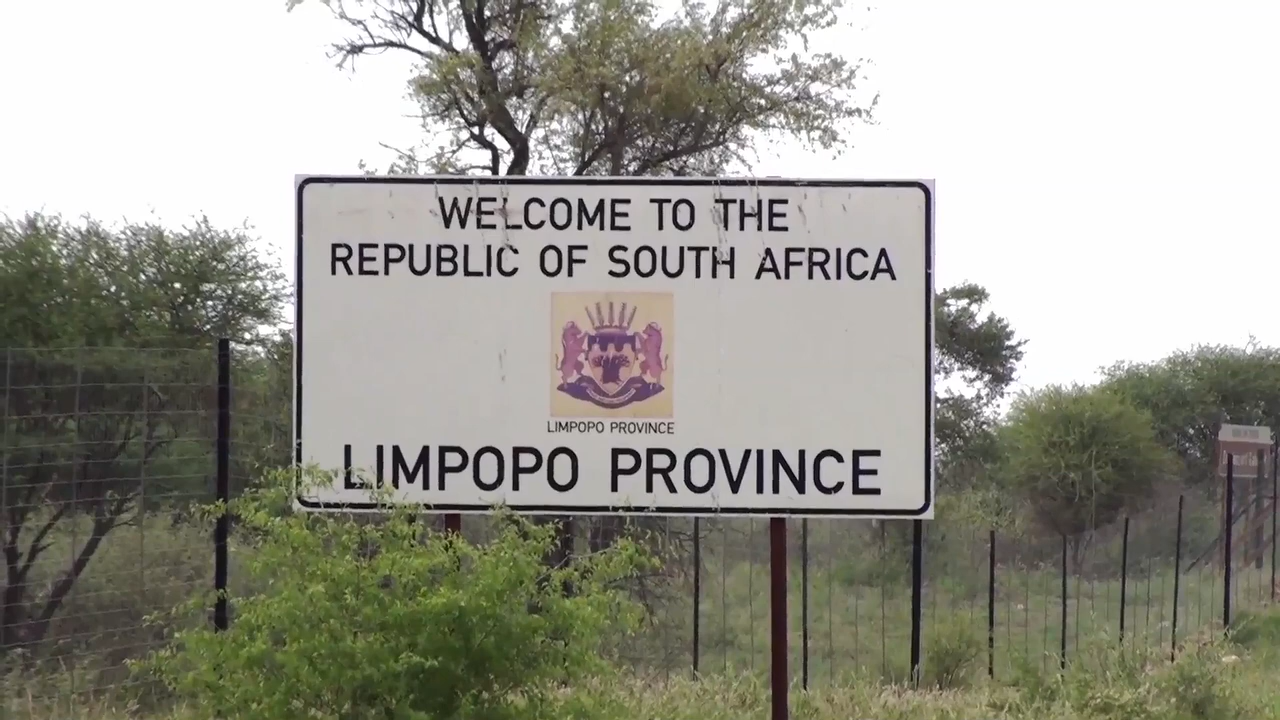 WELCOME TO THE
REPUBLIC OF SOUTH AFRICA
LIMPOPO PROVINCE
LIMPOPO PROVINCE